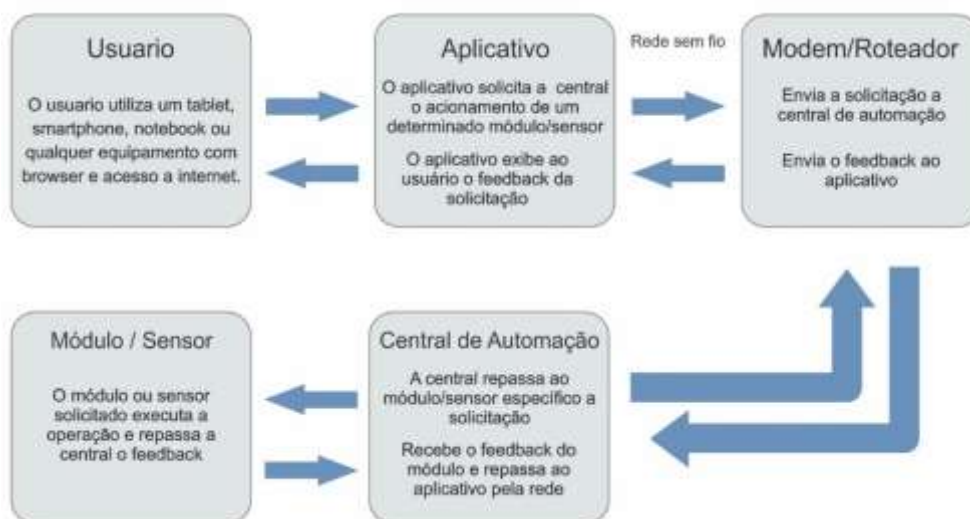 Usuario
O usuario utiliza um tablet,
smartphone, notebook ou
qualquer equipamento com
browser e acesso a internet.
Aplicativo
O aplicativo solicita a central
o acionamento de um
determinado módulo/sensor
O aplicativo exibe ao
usuário o feedback da
solicitação
Rede sem fio
Modem/Roteador
Envia a solicitação a
central de automação
Envia o feedback ao
aplicativo
Módulo / Sensor
O módulo ou sensor
solicitado executa a
operação e repassa a
central o feedback
Central de Automação
A central repassa ao
módulo/sensor específico a
solicitação
Recebe o feedback do
módulo e repassa ao
aplicativo pela rede